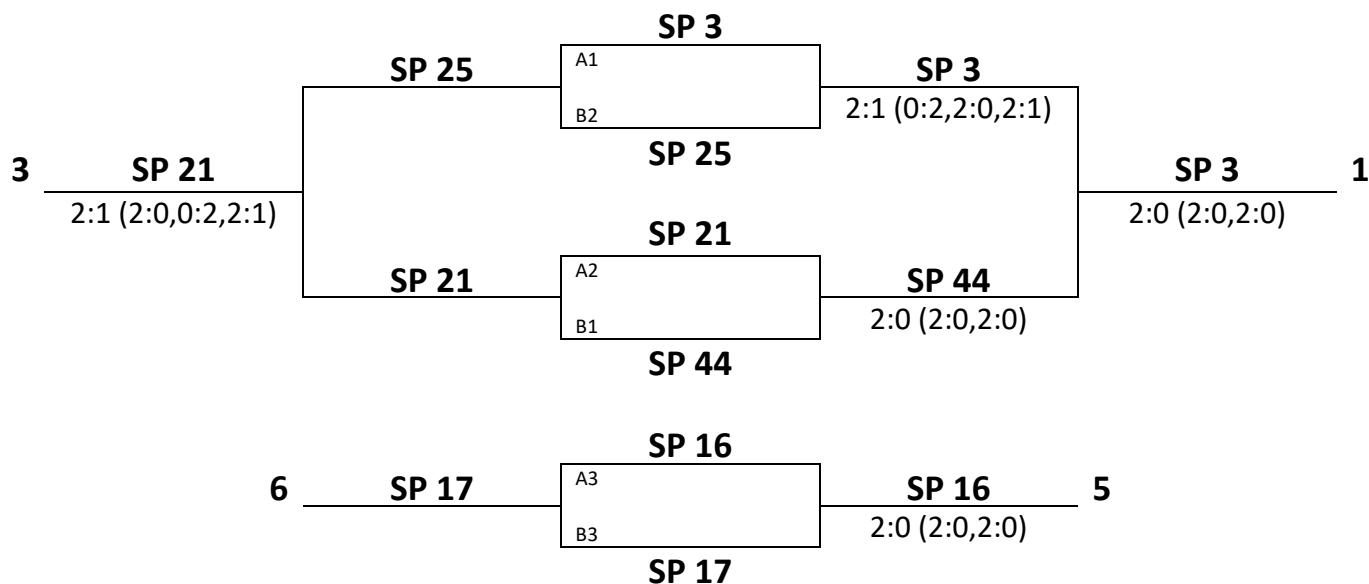 SP 3
SP 25 A1 SP 3
B2 2:1 (0:2,2:0,2:1)
SP 25
3 SP 21 SP 3 1
2:1 (2:0,0:2,2:1) 2:0 (2:0,2:0)
SP 21
SP 21 A2 SP 44
B1 2:0 (2:0,2:0)
SP 44
SP 16
A3
6 SP 17 SP 16 5
B3 2:0 (2:0,2:0)
SP 17